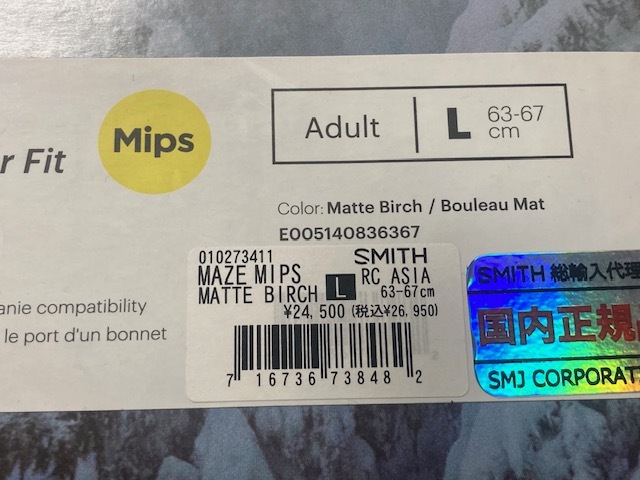 Mips
Adult L 63-67 cm
r Fit
Color: Matte Birch / Bouleau Mat
E005140836367
010273411 SMITH
MAZE MIPS RC ASIA
MATTE BIRCH L 63-67cm
¥24,500 (税込¥26,950)
7 16736 73848 2
anie compatibility
le port d'un bonnet
SMITH 総輸入代理
国内正規
SMJ CORPORAT